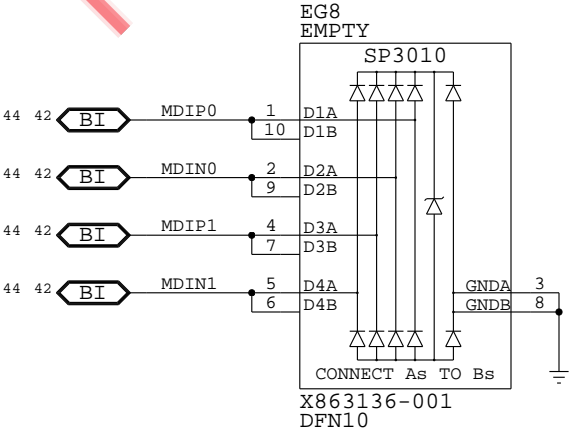 EG8
EMPTY
SP3010
44 42 BI MDIP0 1 D1A
10 D1B
44 42 BI MDIN0 2 D2A
9 D2B
44 42 BI MDIP1 4 D3A
7 D3B
44 42 BI MDIN1 5 D4A GNDA 3
6 D4B GNDB 8
CONNECT As TO Bs
X863136-001
DFN10